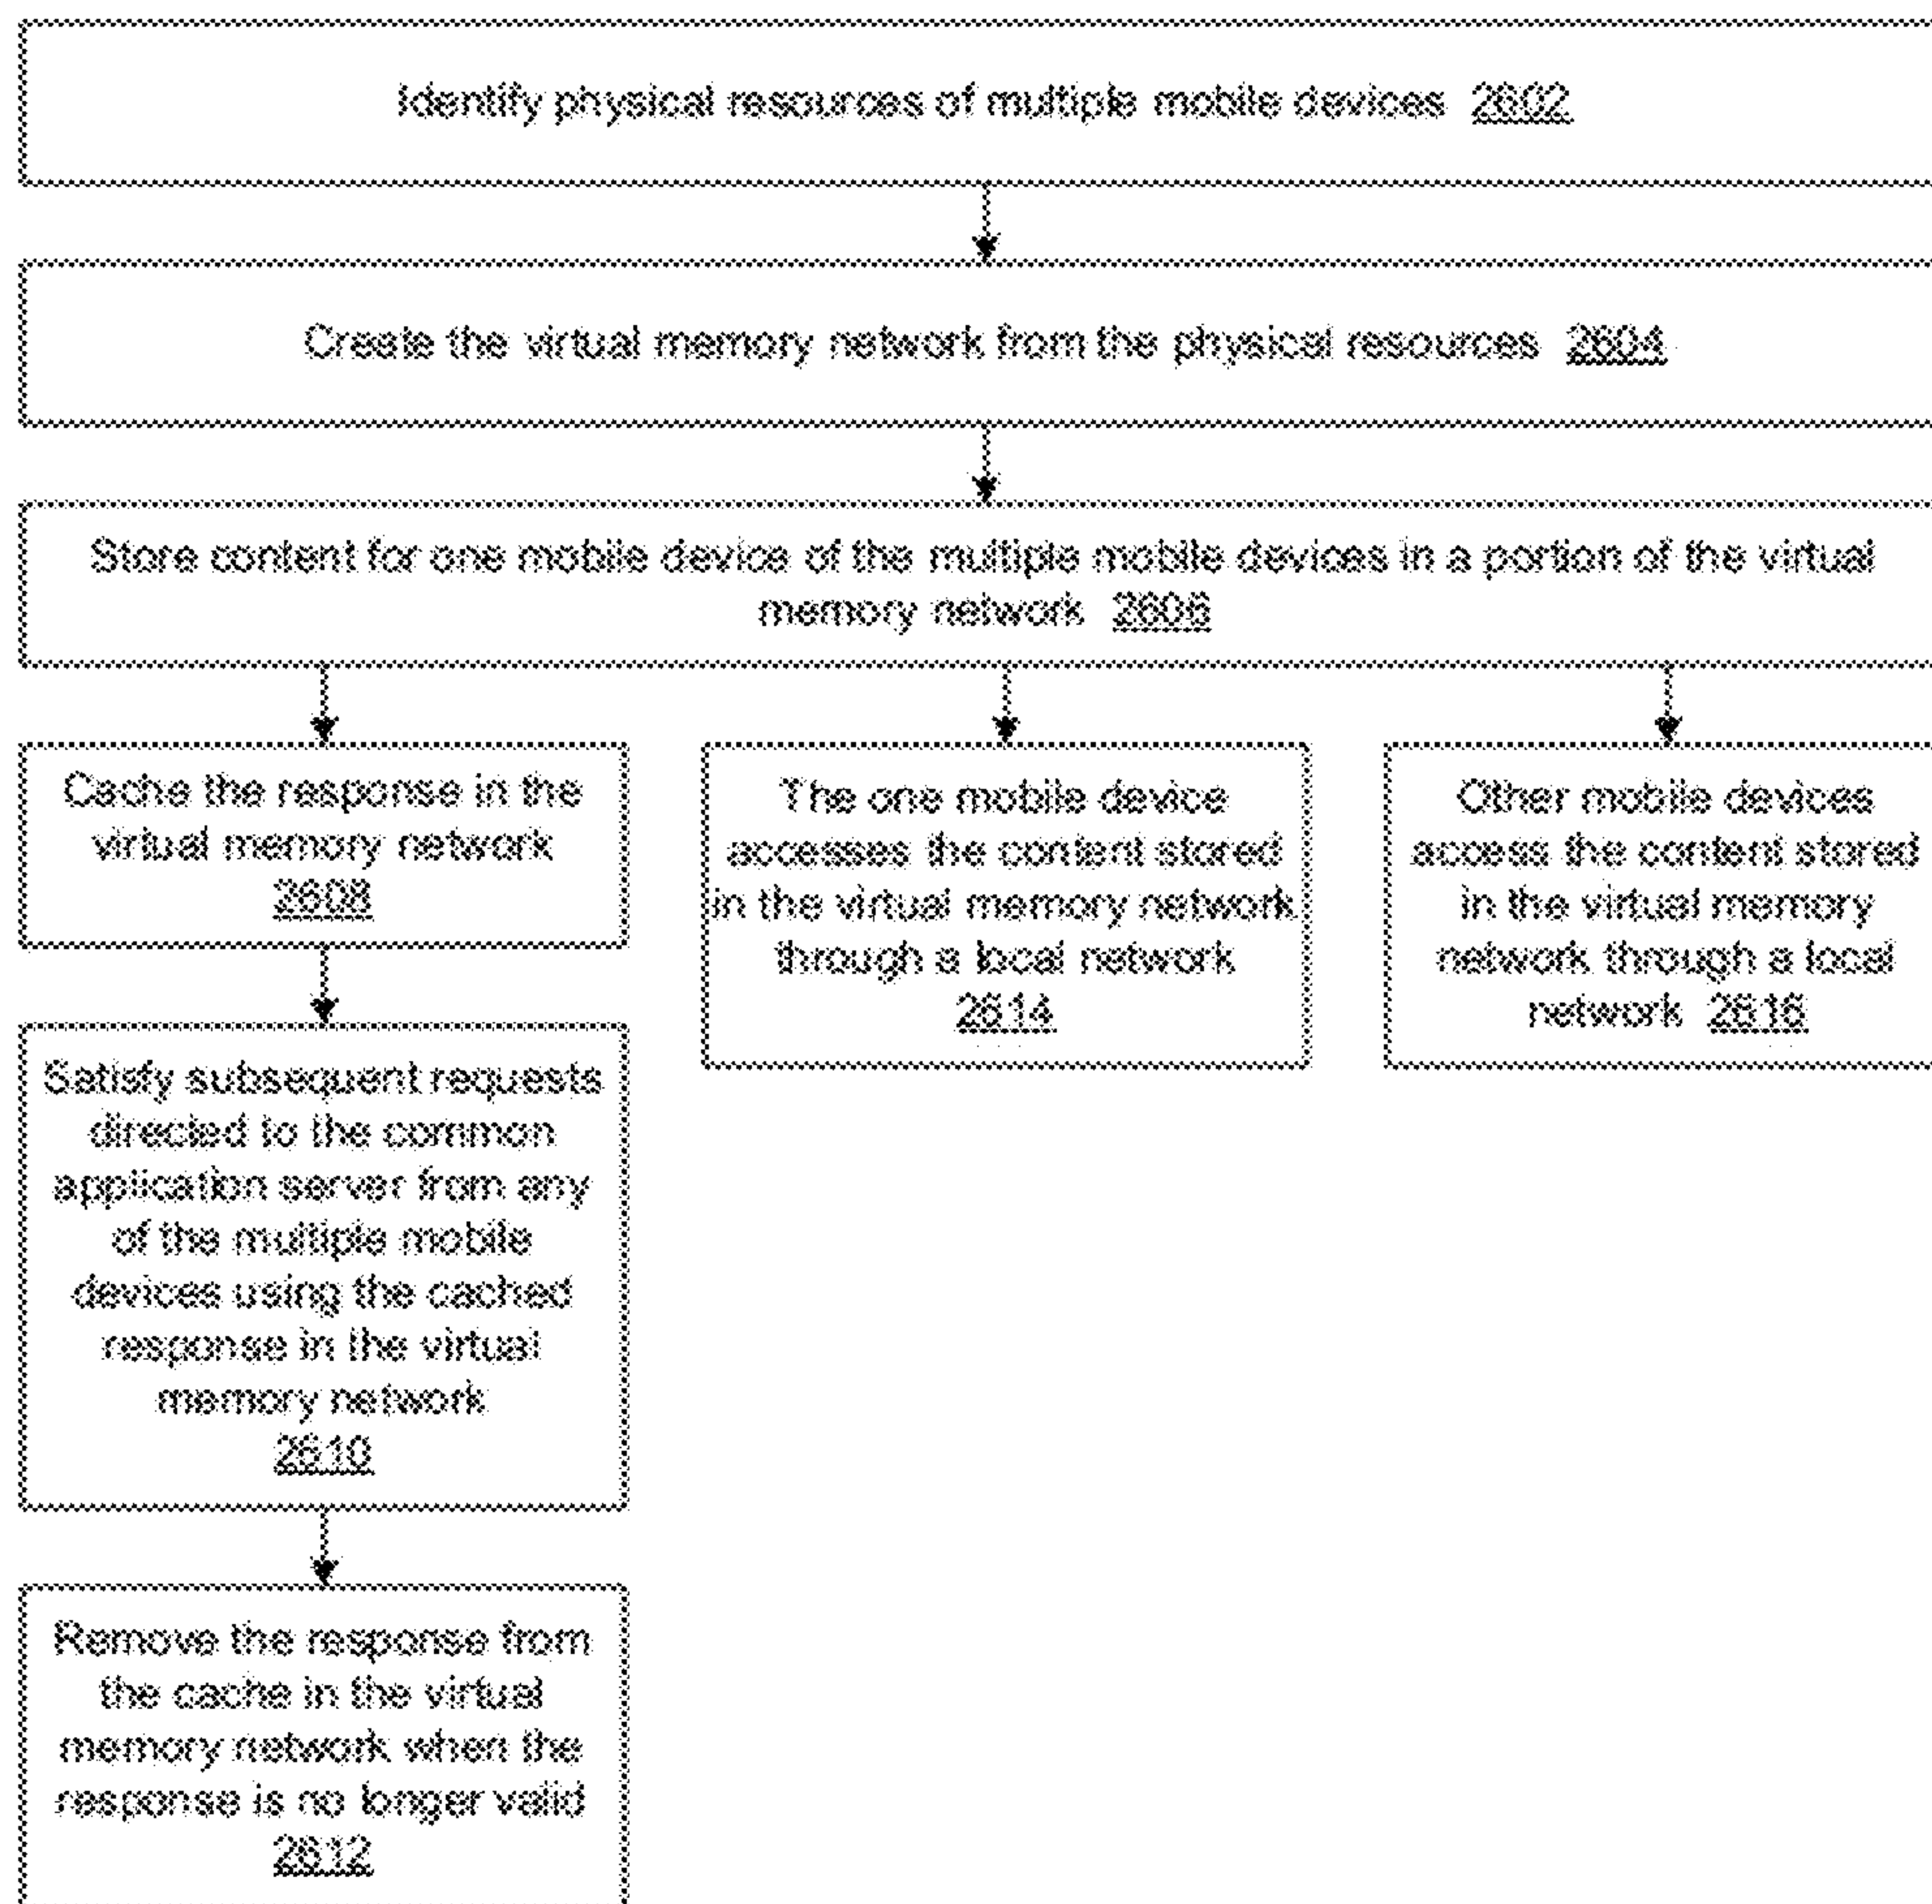 Identify physical resources of multiple mobile devices 2602
Create the virtual memory network from the physical resources 2604
Store content for one mobile device of the multiple mobile devices in a portion of the virtual
memory network 2606
Cache the response in the
virtual memory network
2608
Satisfy subsequent requests
directed to the common
application server from any
of the multiple mobile
devices using the cached
response in the virtual
memory network
2610
Remove the response from
the cache in the virtual
memory network when the
response is no longer valid
2612
The one mobile device
accesses the content stored
in the virtual memory network
through a local network
2614
Other mobile devices
access the content stored
in the virtual memory
network through a local
network 2616